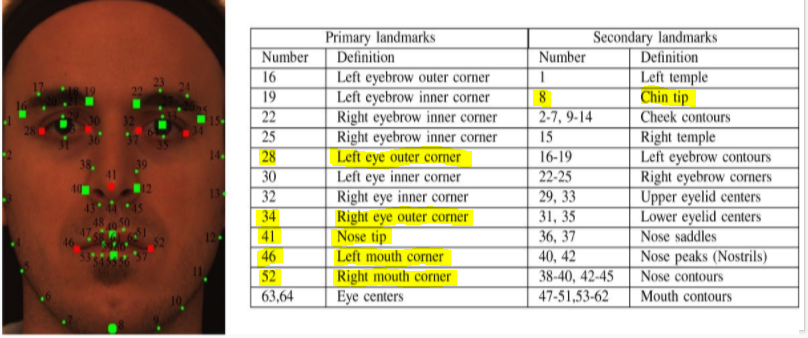 Primary landmarks Secondary landmarks
Number Definition Number Definition
16 Left eyebrow outer corner 1 Left temple
19 Left eyebrow inner corner 8 Chin tip
22 Right eyebrow inner corner 2-7, 9-14 Cheek contours
25 Right eyebrow inner corner 15 Right temple
28 Left eye outer corner 16-19 Left eyebrow contours
30 Left eye inner corner 22-25 Right eyebrow corners
32 Right eye inner corner 29, 33 Upper eyelid centers
34 Right eye outer corner 31, 35 Lower eyelid centers
41 Nose tip 36, 37 Nose saddles
46 Left mouth corner 40, 42 Nose peaks (Nostrils)
52 Right mouth corner 38-40, 42-45 Nose contours
63,64 Eye centers 47-51,53-62 Mouth contours
23
17 18 19 22 24
16
15
28 30 32 34
31 36 37 35
2 14
38 39
41
40 42
3 13
43 45
48 50
47 51
46 52
4 12
53 57
5 11
6 10
7 8 9